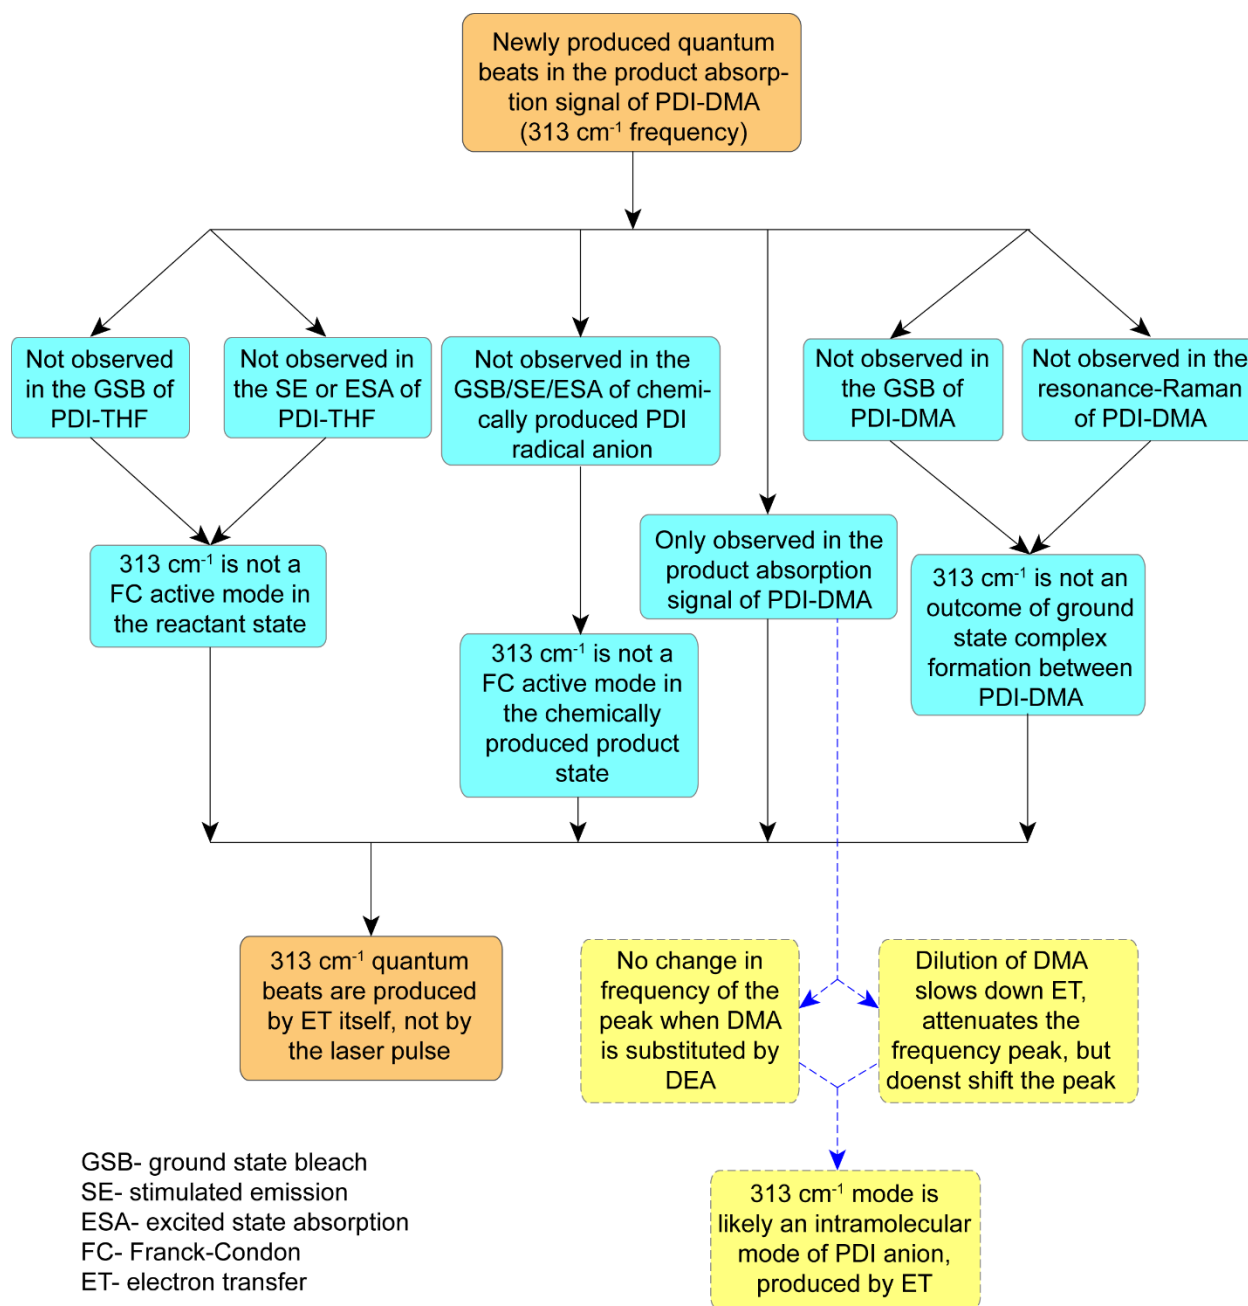 Newly produced quantum
beats in the product absorp-
tion signal of PDI-DMA
(313 cm⁻¹ frequency)
Not observed
in the GSB of
PDI-THF
Not observed in
the SE or ESA of
PDI-THF
Not observed in the
GSB/SE/ESA of chemi-
cally produced PDI
radical anion
Not observed in
the GSB of
PDI-DMA
Not observed in the
resonance-Raman
of PDI-DMA
313 cm⁻¹ is not a
FC active mode in
the reactant state
Only observed in the
product absorption
signal of PDI-DMA
313 cm⁻¹ is not an
outcome of ground
state complex
formation between
PDI-DMA
313 cm⁻¹ is not a
FC active mode in
the chemically
produced product
state
313 cm⁻¹ quantum
beats are produced
by ET itself, not by
the laser pulse
No change in
frequency of the
peak when DMA
is substituted by
DEA
Dilution of DMA
slows down ET,
attenuates the
frequency peak, but
doenst shift the peak
GSB- ground state bleach
SE- stimulated emission
ESA- excited state absorption
FC- Franck-Condon
ET- electron transfer
313 cm⁻¹ mode is
likely an intramolecular
mode of PDI anion,
produced by ET